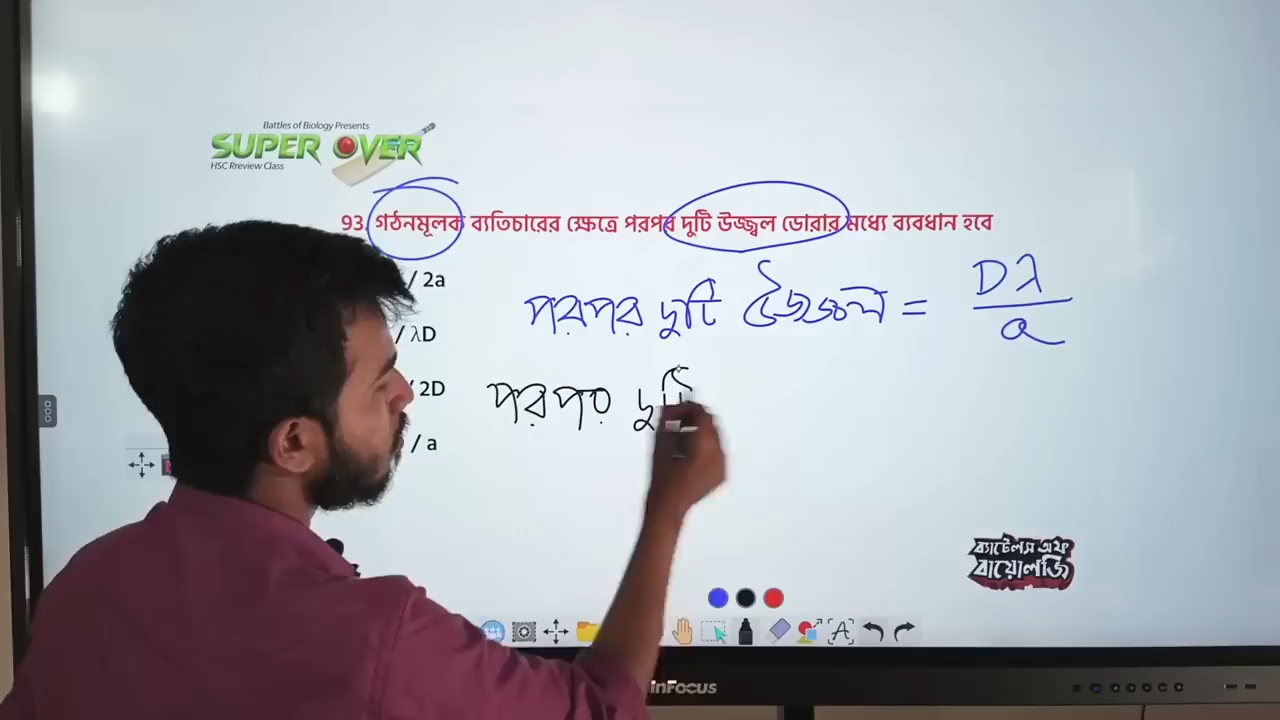 Battles of Biology Presents
SUPER OVER
HSC Rreview Class
93. গঠনমূলক ব্যতিচারের ক্ষেত্রে পরপর দুটি উজ্জ্বল ডোরার মধ্যে ব্যবধান হবে
/ 2a
পরপর দুটি উজ্জ্বল = Dλ / a
/ λD
/ 2D
পরপর দুটি
/ a
ব্যাটেলস অফ
বায়োলজি
InFocus